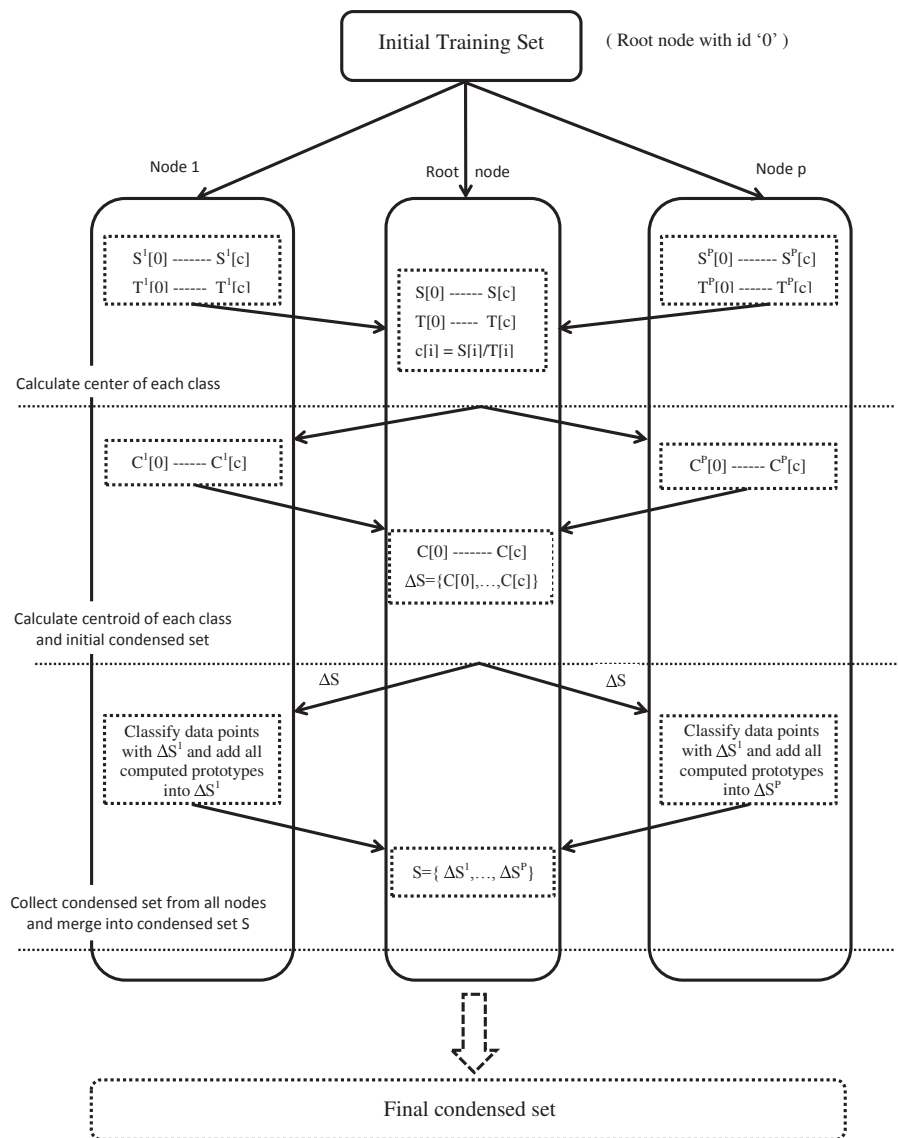 Initial Training Set
( Root node with id ‘0’ )
Node 1
Root node
Node p
S¹[0] ------- S¹[c]
T¹[0] ------ T¹[c]
S[0] ------ S[c]
T[0] ----- T[c]
c[i] = S[i]/T[i]
Sᴾ[0] ------- Sᴾ[c]
Tᴾ[0] ------ Tᴾ[c]
Calculate center of each class
C¹[0] ------ C¹[c]
Cᴾ[0] ------ Cᴾ[c]
C[0] ------- C[c]
ΔS={C[0],…,C[c]}
Calculate centroid of each class
and initial condensed set
ΔS
ΔS
Classify data points
with ΔS¹ and add all
computed prototypes
into ΔS¹
Classify data points
with ΔS¹ and add all
computed prototypes
into ΔSᴾ
S={ ΔS¹,…, ΔSᴾ}
Collect condensed set from all nodes
and merge into condensed set S
Final condensed set